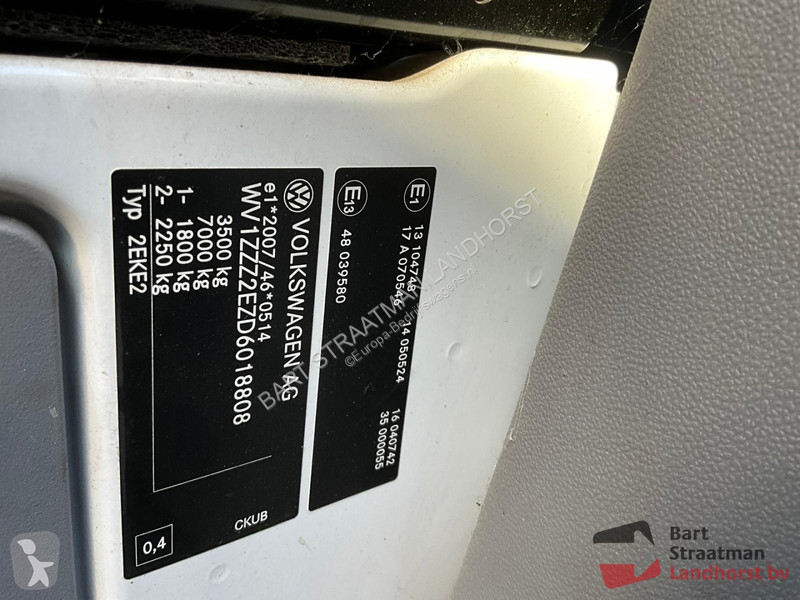 VOLKSWAGEN AG
e1*2007/46*0514
WV1ZZZ2EZD6018808
3500 kg
7000 kg
1- 1800 kg
2- 2250 kg
Typ 2EKE2
CKUB
0,4
E1
13 104748
17 A 070546
14 050524
16 040742
35 000055
E13
48 039580
BART STRAATMAN LANDHORST
©Europa-Bedrijfswagens.nl
Bart
Straatman
Landhorst bv